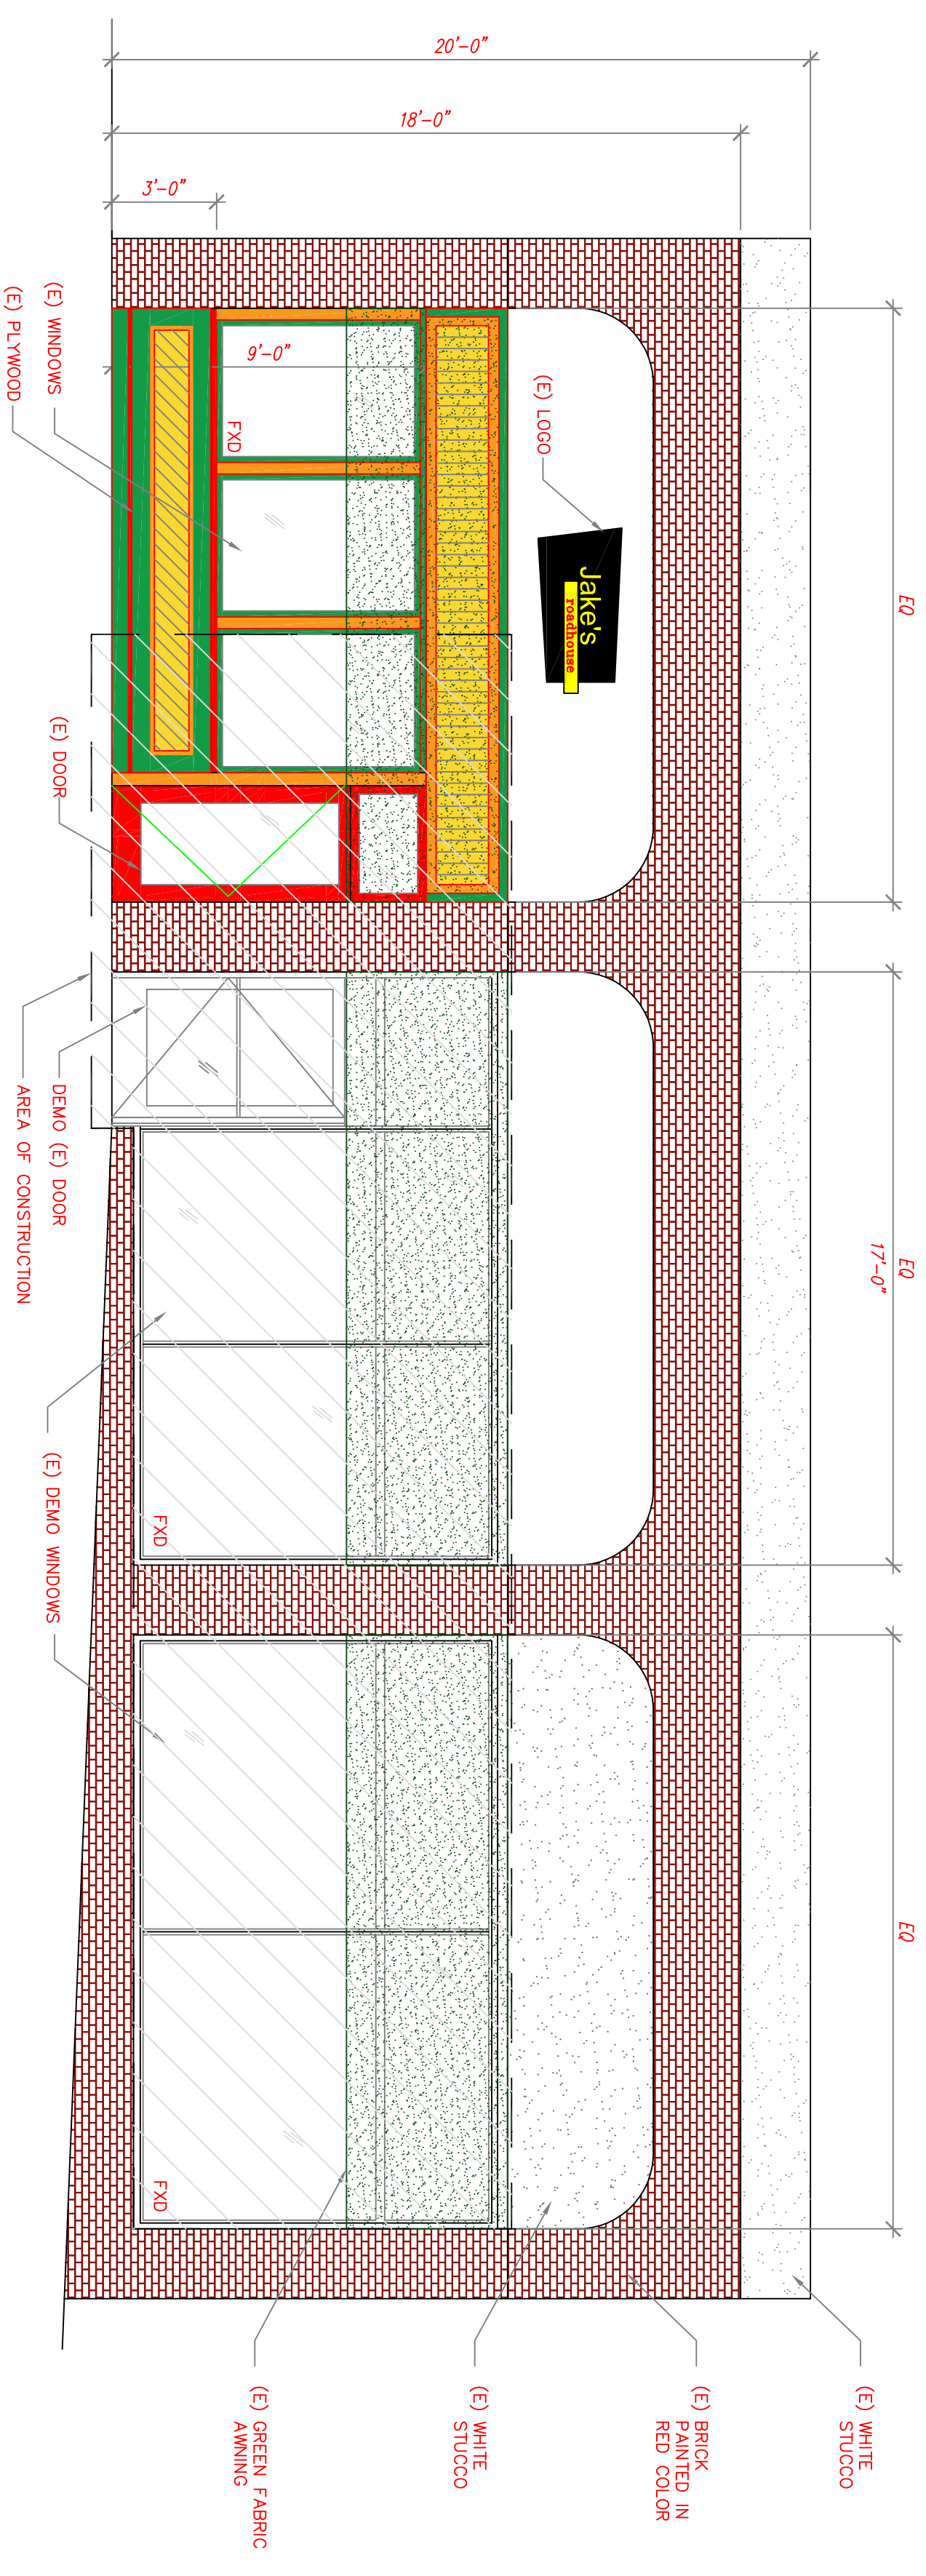 EQ
EQ
17'-0"
EQ
20'-0"
18'-0"
3'-0"
9'-0"
(E) LOGO
Jake's
roadhouse
FXD
FXD
FXD
(E) WINDOWS
(E) PLYWOOD
(E) DOOR
DEMO (E) DOOR
AREA OF CONSTRUCTION
(E) DEMO WINDOWS
(E) WHITE
STUCCO
(E) BRICK
PAINTED IN
RED COLOR
(E) WHITE
STUCCO
(E) GREEN FABRIC
AWNING